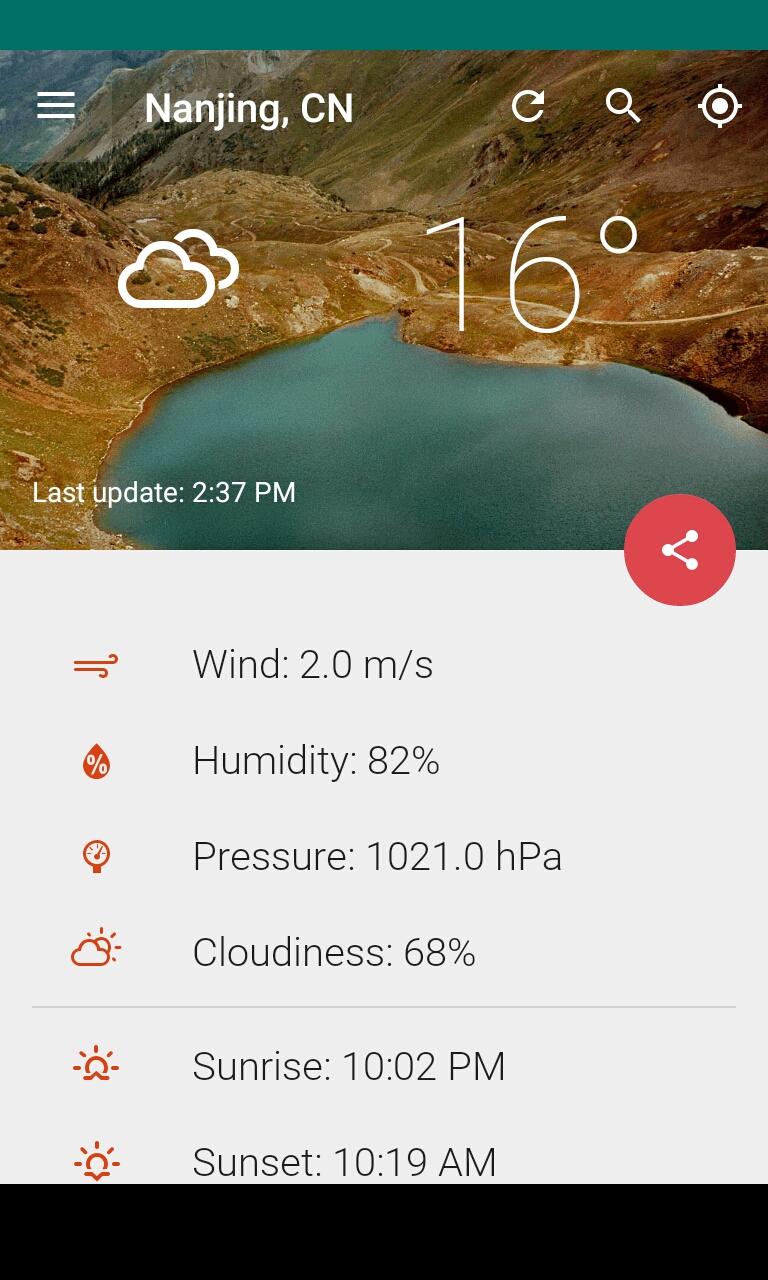 Nanjing, CN
16°
Last update: 2:37 PM
Wind: 2.0 m/s
Humidity: 82%
Pressure: 1021.0 hPa
Cloudiness: 68%
Sunrise: 10:02 PM
Sunset: 10:19 AM